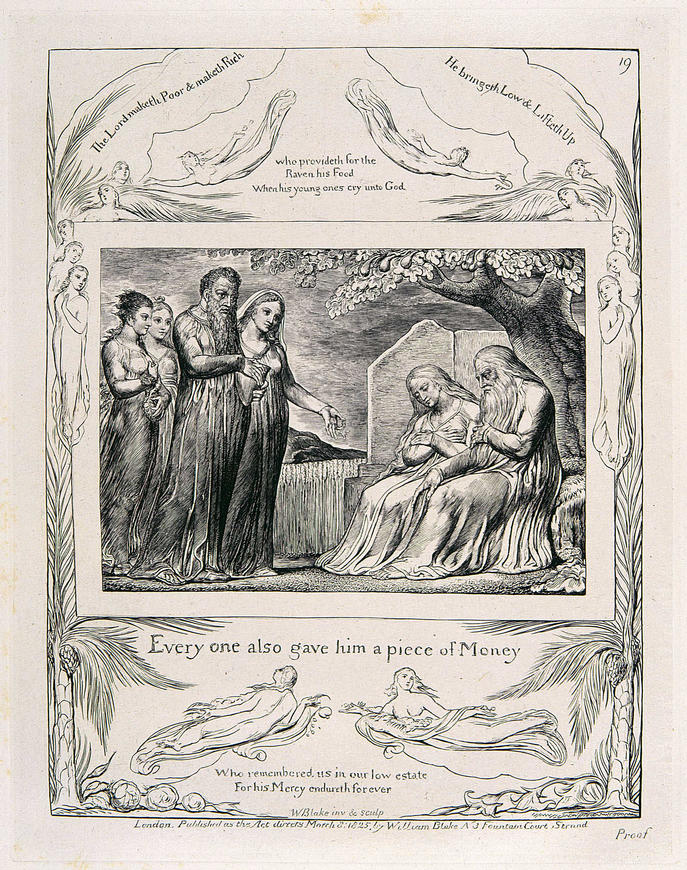 19
The Lord maketh Poor & maketh Rich
He bringeth Low & Lifteth Up
who provideth for the
Raven his Food
When his young ones cry unto God
Every one also gave him a piece of Money
Who remembered us in our low estate
For his Mercy endureth for ever
WBlake inv & sculp
London. Published as the Act directs March 8: 1825 by William Blake N 3 Fountain Court Strand
Proof